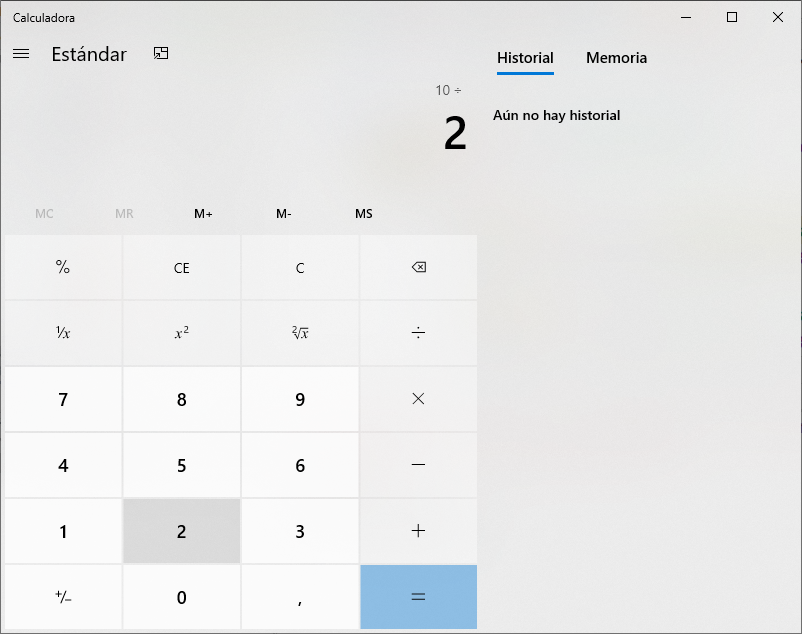 Calculadora
Estándar
Historial Memoria
10 ÷
2
Aún no hay historial
MC MR M+ M- MS
% CE C
¹/x x² ²√x ÷
7 8 9 ×
4 5 6 −
1 2 3 +
+/− 0 , =